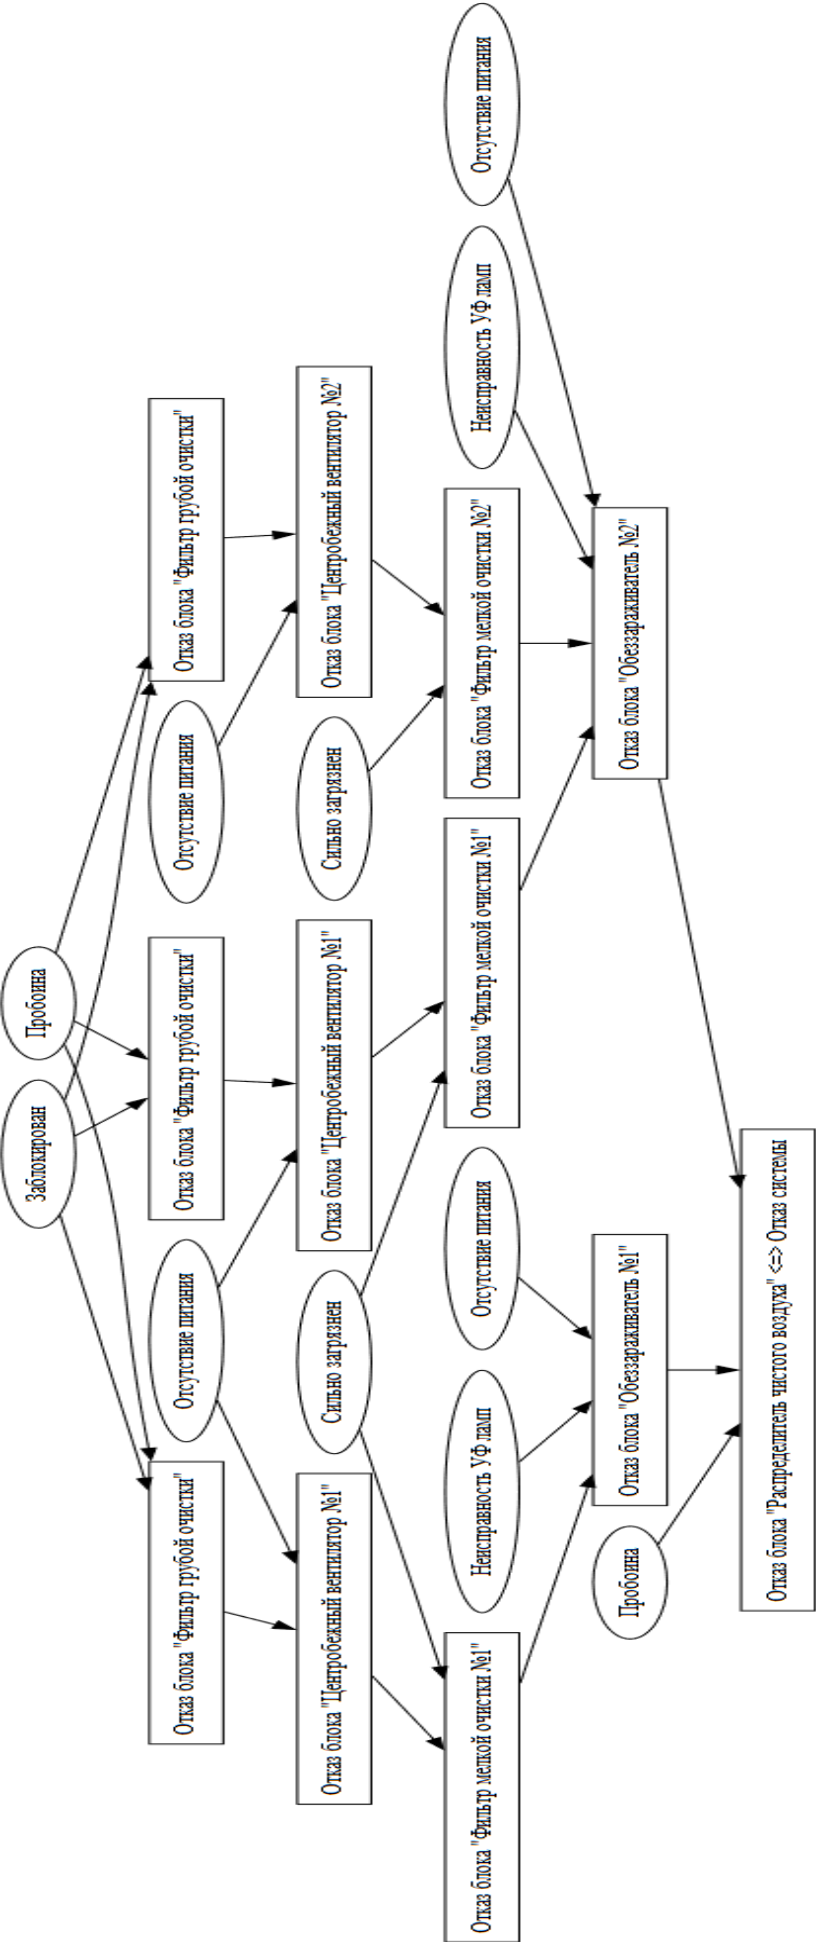 Заблокирован
Пробоина
Отказ блока "Фильтр грубой очистки"
Отсутствие питания
Отказ блока "Фильтр грубой очистки"
Отсутствие питания
Отказ блока "Фильтр грубой очистки"
Отказ блока "Центробежный вентилятор №1"
Сильно загрязнен
Отказ блока "Центробежный вентилятор №1"
Сильно загрязнен
Отказ блока "Центробежный вентилятор №2"
Отказ блока "Фильтр мелкой очистки №1"
Неисправность УФ ламп
Отсутствие питания
Отказ блока "Фильтр мелкой очистки №1"
Отказ блока "Фильтр мелкой очистки №2"
Неисправность УФ ламп
Отсутствие питания
Пробоина
Отказ блока "Обеззараживатель №1"
Отказ блока "Обеззараживатель №2"
Отказ блока "Распределитель чистого воздуха" <=> Отказ системы